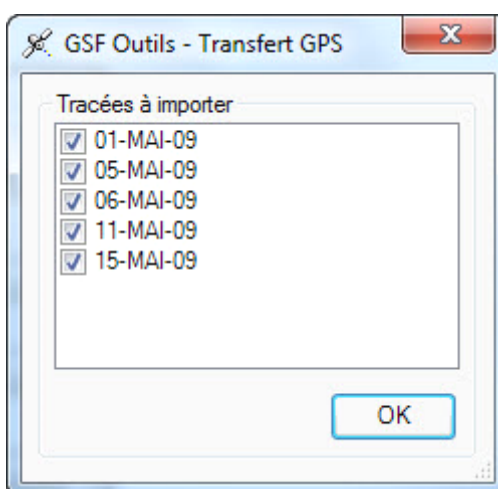 GSF Outils - Transfert GPS
Tracées à importer
01-MAI-09
05-MAI-09
06-MAI-09
11-MAI-09
15-MAI-09
OK